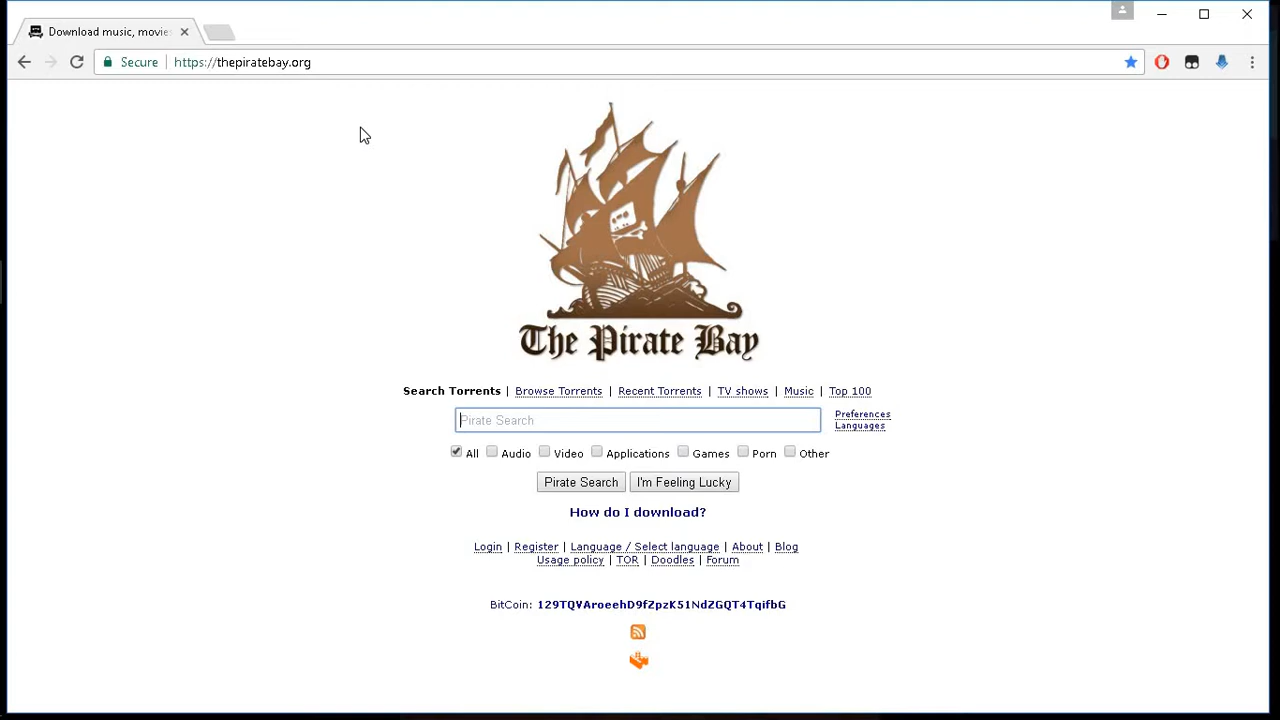 Download music, movie
Secure
https://thepiratebay.org
The Pirate Bay
Search Torrents | Browse Torrents | Recent Torrents | TV shows | Music | Top 100
Pirate Search
Preferences
Languages
All Audio Video Applications Games Porn Other
Pirate Search I'm Feeling Lucky
How do I download?
Login | Register | Language / Select language | About | Blog
Usage policy | TOR | Doodles | Forum
BitCoin: 129TQVAroeehD9fZpzK51NdZGQT4TqifbG